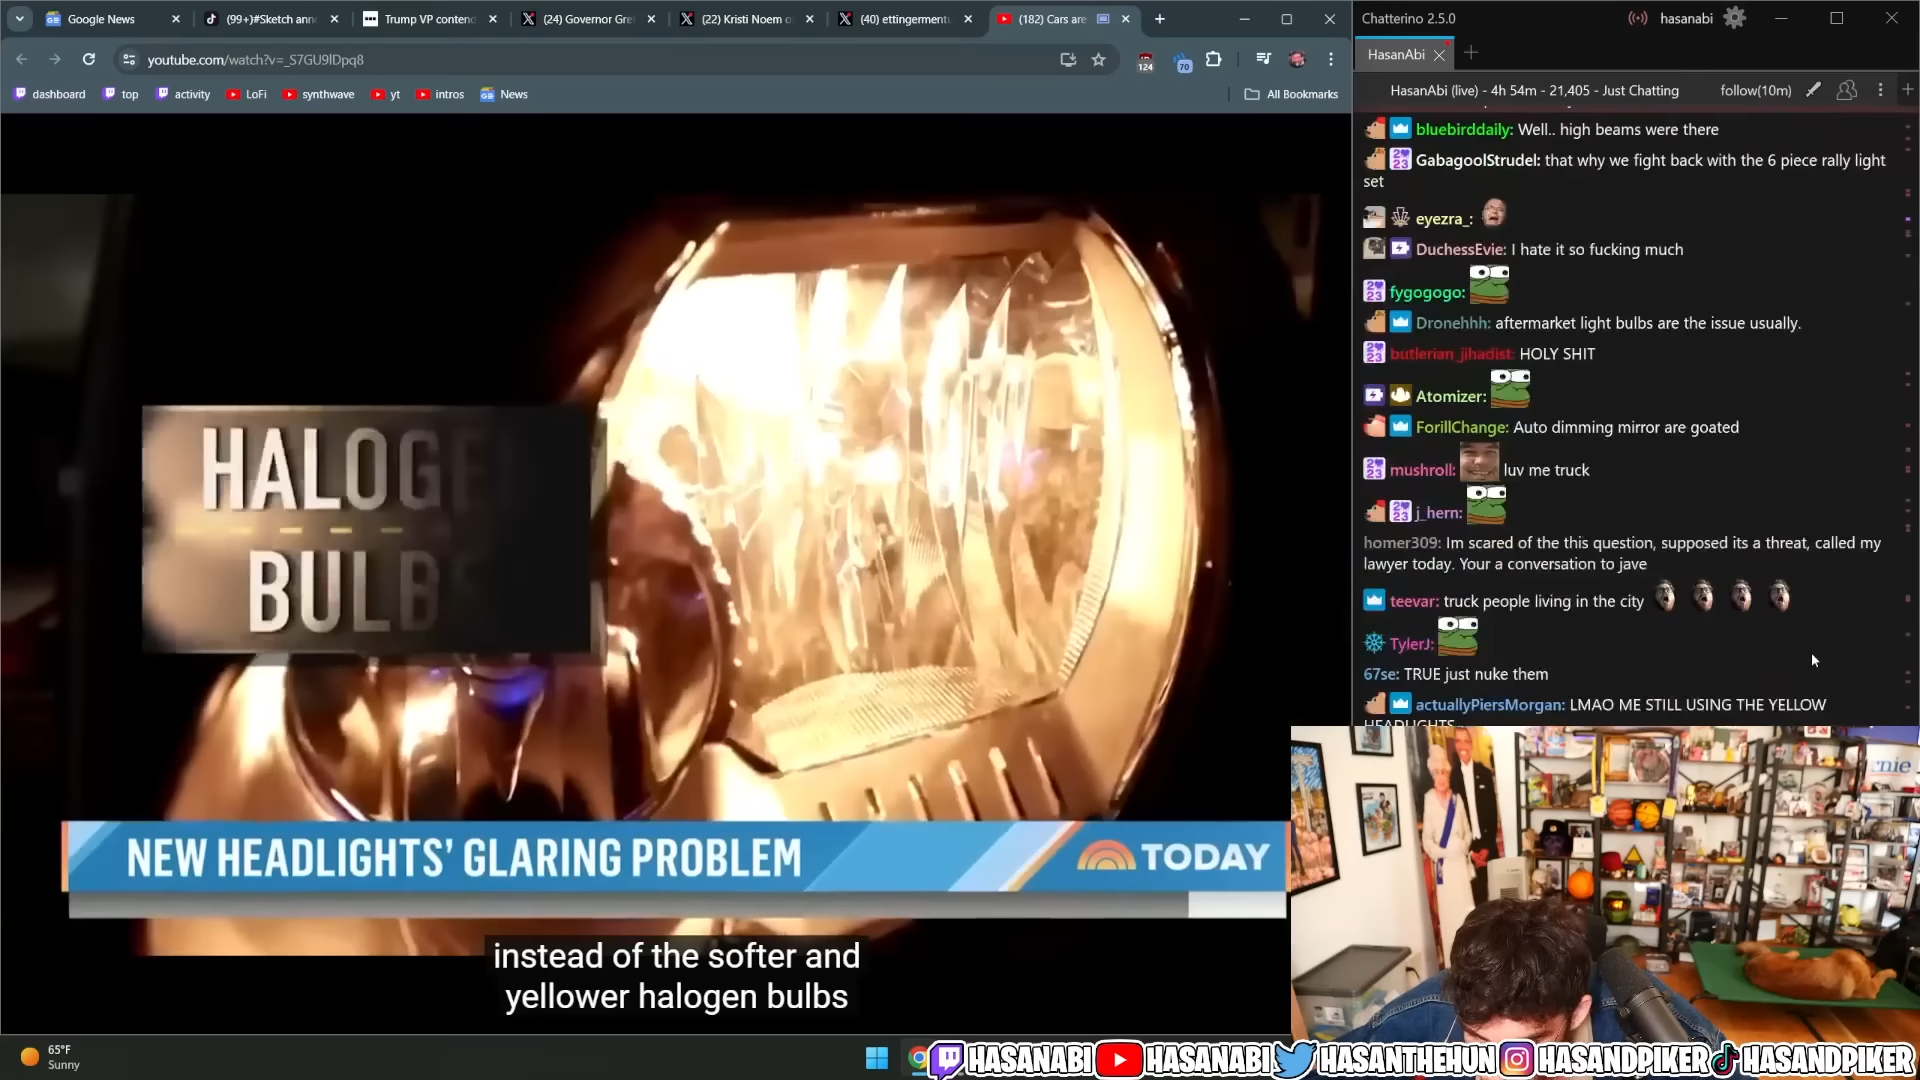 Google News
(99+)#Sketch ann
Trump VP contend
(24) Governor Gre
(22) Kristi Noem o
(40) ettingermentu
(182) Cars are
youtube.com/watch?v=_S7GU9lDpq8
124
70
dashboard
top
activity
LoFi
synthwave
yt
intros
News
All Bookmarks
HALOGE
BULBS
NEW HEADLIGHTS' GLARING PROBLEM
TODAY
instead of the softer and
yellower halogen bulbs
65°F
Sunny
Chatterino 2.5.0
hasanabi
HasanAbi
HasanAbi (live) - 4h 54m - 21,405 - Just Chatting
follow(10m)
bluebirddaily: Well.. high beams were there
GabagoolStrudel: that why we fight back with the 6 piece rally light
set
eyezra_:
DuchessEvie: I hate it so fucking much
fygogogo:
Dronehhh: aftermarket light bulbs are the issue usually.
butlerian_jihadist: HOLY SHIT
Atomizer:
ForillChange: Auto dimming mirror are goated
mushroll: luv me truck
j_hern:
homer309: Im scared of the this question, supposed its a threat, called my
lawyer today. Your a conversation to jave
teevar: truck people living in the city
TylerJ:
67se: TRUE just nuke them
actuallyPiersMorgan: LMAO ME STILL USING THE YELLOW
HEADLIGHTS
rnie
HASANABI
HASANABI
HASANTHEHUN
HASANDPIKER
HASANDPIKER